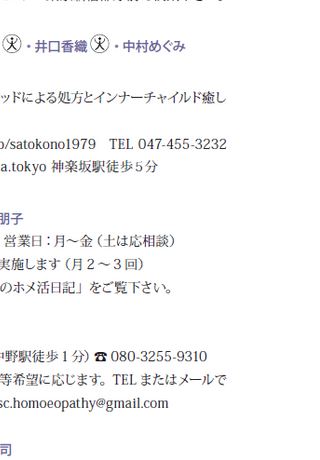 ・井口香織 ・中村めぐみ
ッドによる処方とインナーチャイルド癒し
o/satokono1979 TEL 047-455-3232
a.tokyo 神楽坂駅徒歩５分
朋子
営業日：月～金（土は応相談）
実施します（月２～３回）
のホメ活日記」をご覧下さい。
中野駅徒歩１分）☎ 080-3255-9310
等希望に応じます。TEL またはメールで
sc.homoeopathy@gmail.com
司